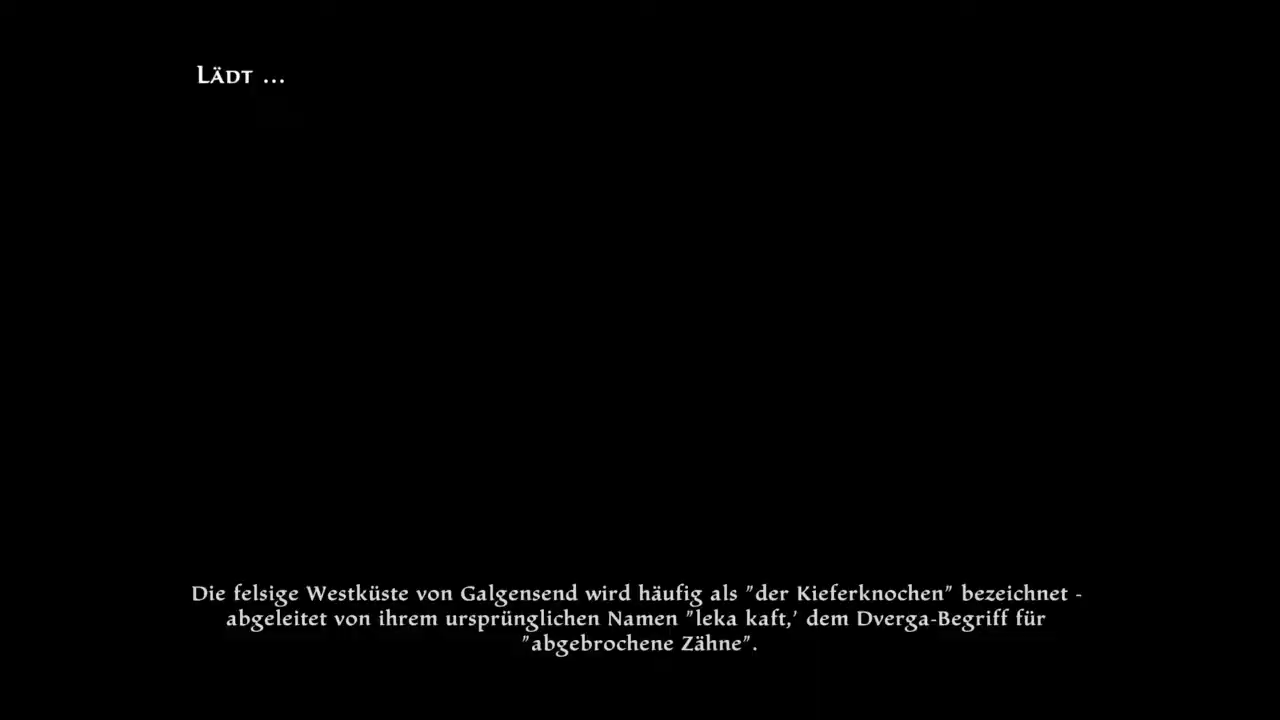 Lädt ...
Die felsige Westküste von Galgensend wird häufig als "der Kieferknochen" bezeichnet -
abgeleitet von ihrem ursprünglichen Namen "leka kaft,' dem Dverga-Begriff für
"abgebrochene Zähne".